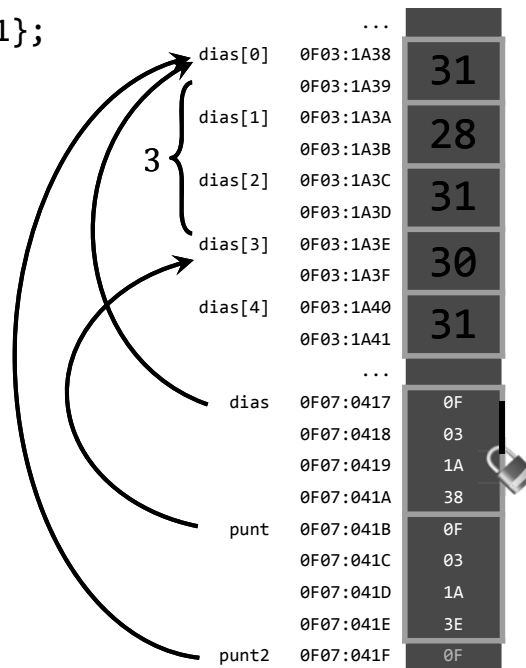 1};
...
dias[0] 0F03:1A38 31
0F03:1A39
dias[1] 0F03:1A3A 28
3 0F03:1A3B
dias[2] 0F03:1A3C 31
0F03:1A3D
dias[3] 0F03:1A3E 30
0F03:1A3F
dias[4] 0F03:1A40 31
0F03:1A41
...
dias 0F07:0417 0F
0F07:0418 03
0F07:0419 1A
0F07:041A 38
punt 0F07:041B 0F
0F07:041C 03
0F07:041D 1A
0F07:041E 3E
punt2 0F07:041F 0F